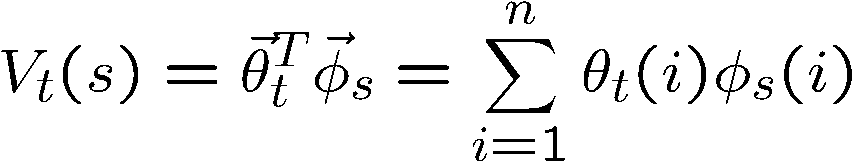 $V_t(s) = \vec{\theta}_t^T \vec{\phi}_s = \sum_{i=1}^{n} \theta_t(i)\phi_s(i)$